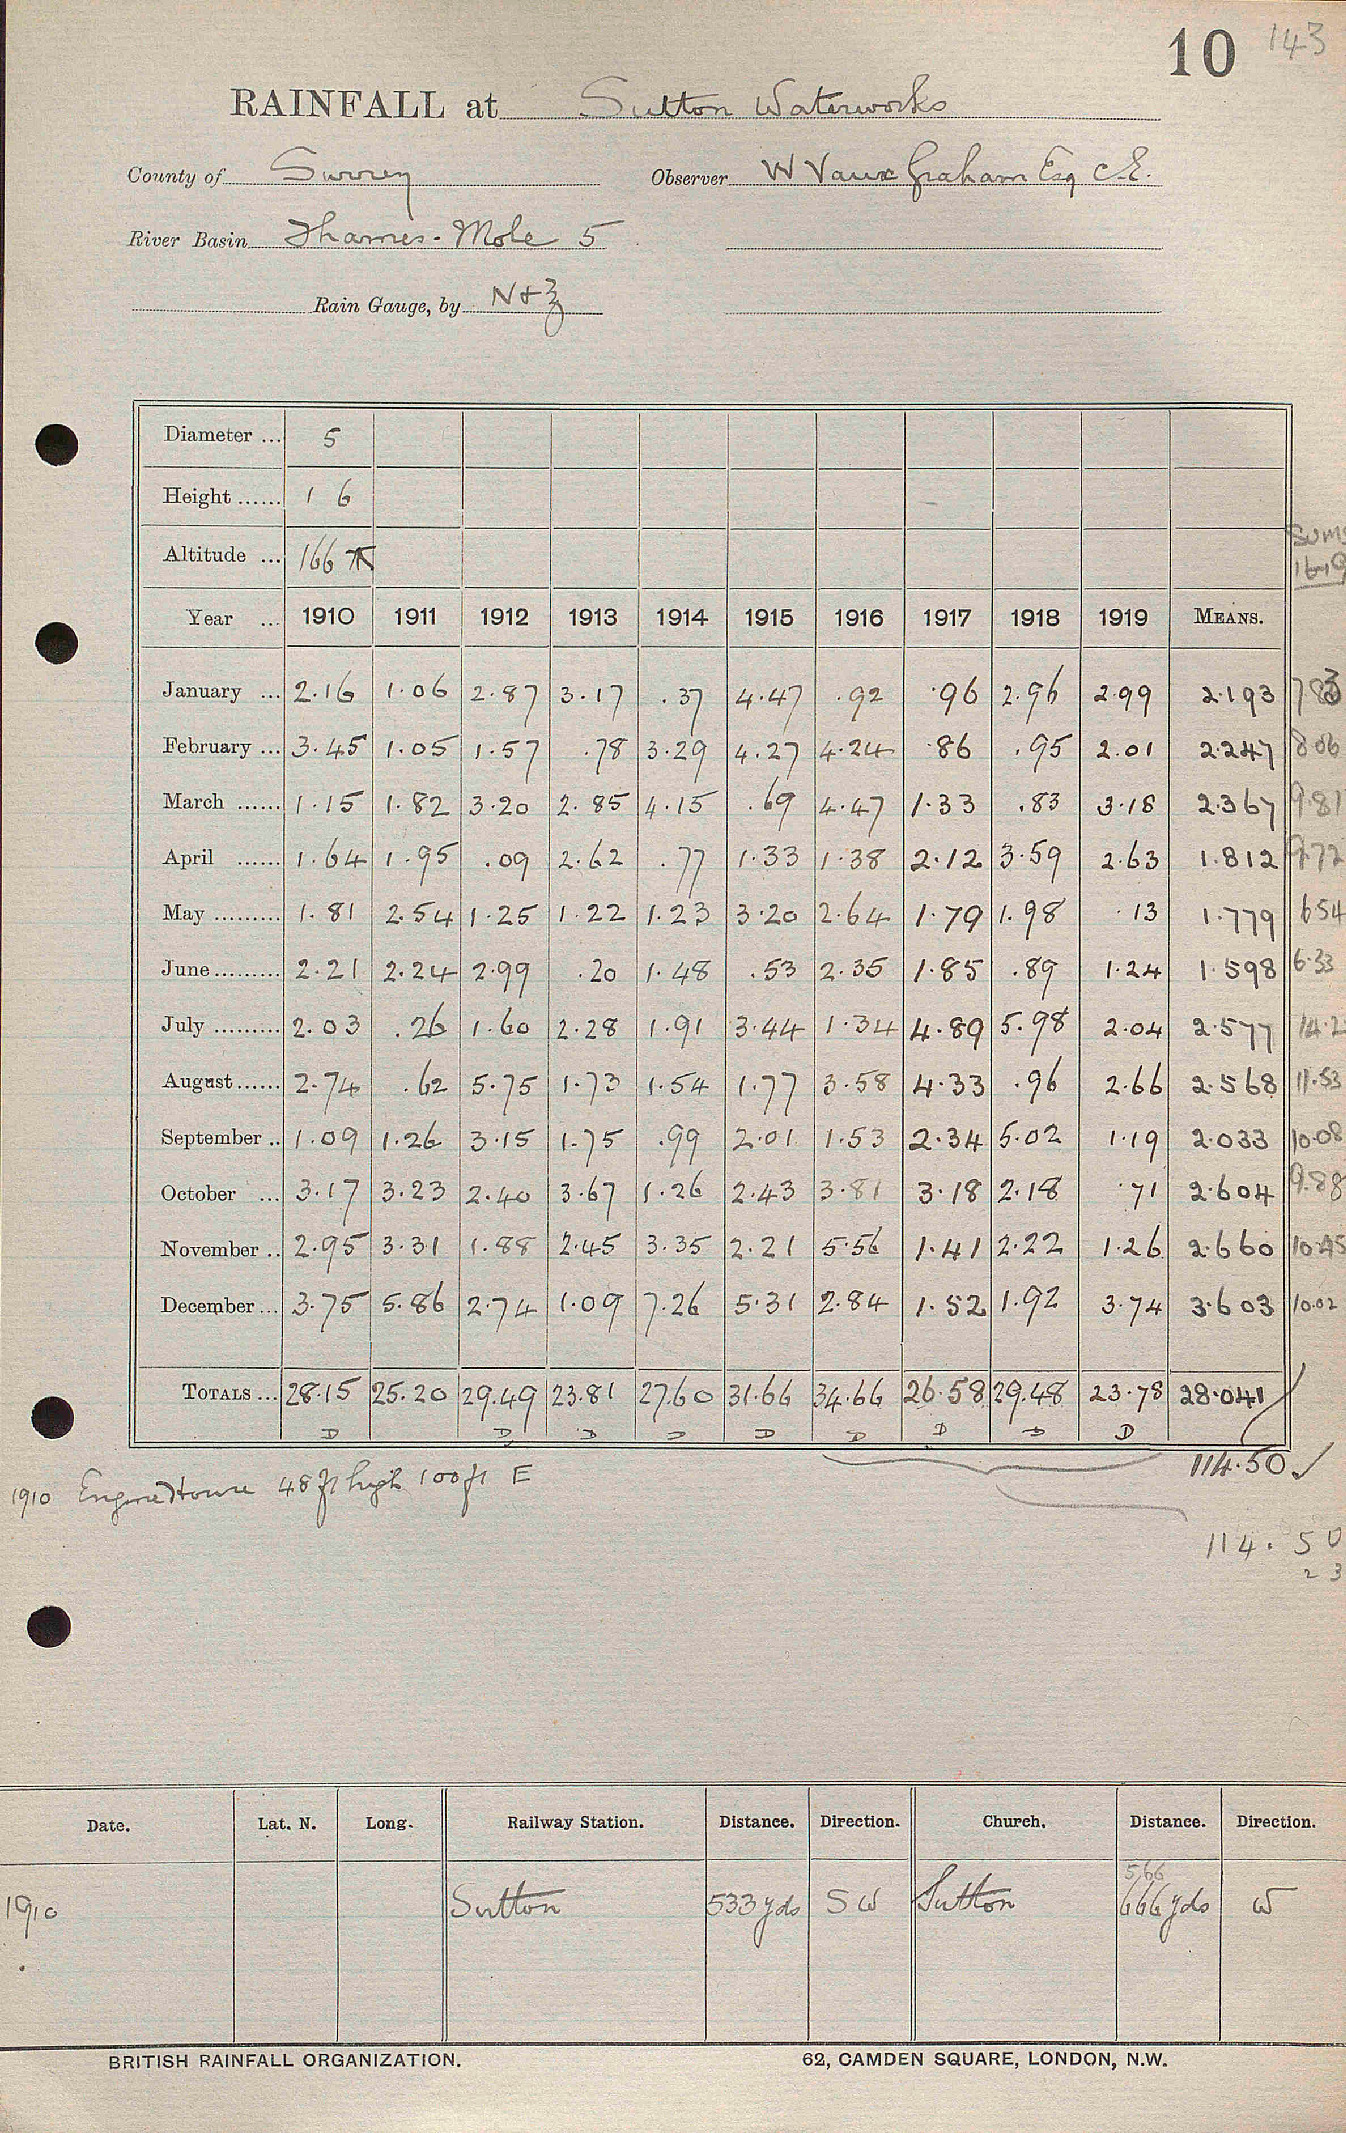 10 143
RAINFALL at Sutton Waterworks
County of Surrey Observer W Vaux Graham Esq C.E.
River Basin Thames - Mole 5
Rain Gauge, by N & Z
Diameter ... 5
Height ...... 1 6
Altitude ... 166
Sums
16-19
Year ... 1910 1911 1912 1913 1914 1915 1916 1917 1918 1919 MEANS.
January ... 2.16 1.06 2.87 3.17 .37 4.47 .92 .96 2.96 2.99 2.193 7.83
February ... 3.45 1.05 1.57 .78 3.29 4.27 4.24 .86 .95 2.01 2.247 8.06
March ...... 1.15 1.82 3.20 2.85 4.15 .69 4.47 1.33 .83 3.18 2.367 9.81
April ...... 1.64 1.95 .09 2.62 .77 1.33 1.38 2.12 3.59 2.63 1.812 9.72
May ......... 1.81 2.54 1.25 1.22 1.23 3.20 2.64 1.79 1.98 .13 1.779 6.54
June ......... 2.21 2.24 2.99 .20 1.48 .53 2.35 1.85 .89 1.24 1.598 6.33
July ......... 2.03 .26 1.60 2.28 1.91 3.44 1.34 4.89 5.98 2.04 2.577 14.2
August ...... 2.74 .62 5.75 1.73 1.54 1.77 3.58 4.33 .96 2.66 2.568 11.53
September .. 1.09 1.26 3.15 1.75 .99 2.01 1.53 2.34 5.02 1.19 2.033 10.08
October ... 3.17 3.23 2.40 3.67 1.26 2.43 3.81 3.18 2.18 .71 2.604 9.88
November .. 2.95 3.31 1.88 2.45 3.35 2.21 5.56 1.41 2.22 1.26 2.660 10.45
December ... 3.75 5.86 2.74 1.09 7.26 5.31 2.84 1.52 1.92 3.74 3.603 10.02
TOTALS ... 28.15 25.20 29.49 23.81 27.60 31.66 34.66 26.58 29.48 23.78 28.041
D D D D D D D D D
114.50 ✓
1910 Engine House 48 ft high 100 ft E
114.50
2 3
Date. Lat. N. Long. Railway Station. Distance. Direction. Church. Distance. Direction.
566
1910 Sutton 533 yds SW Sutton 666 yds W
BRITISH RAINFALL ORGANIZATION. 62, CAMDEN SQUARE, LONDON, N.W.